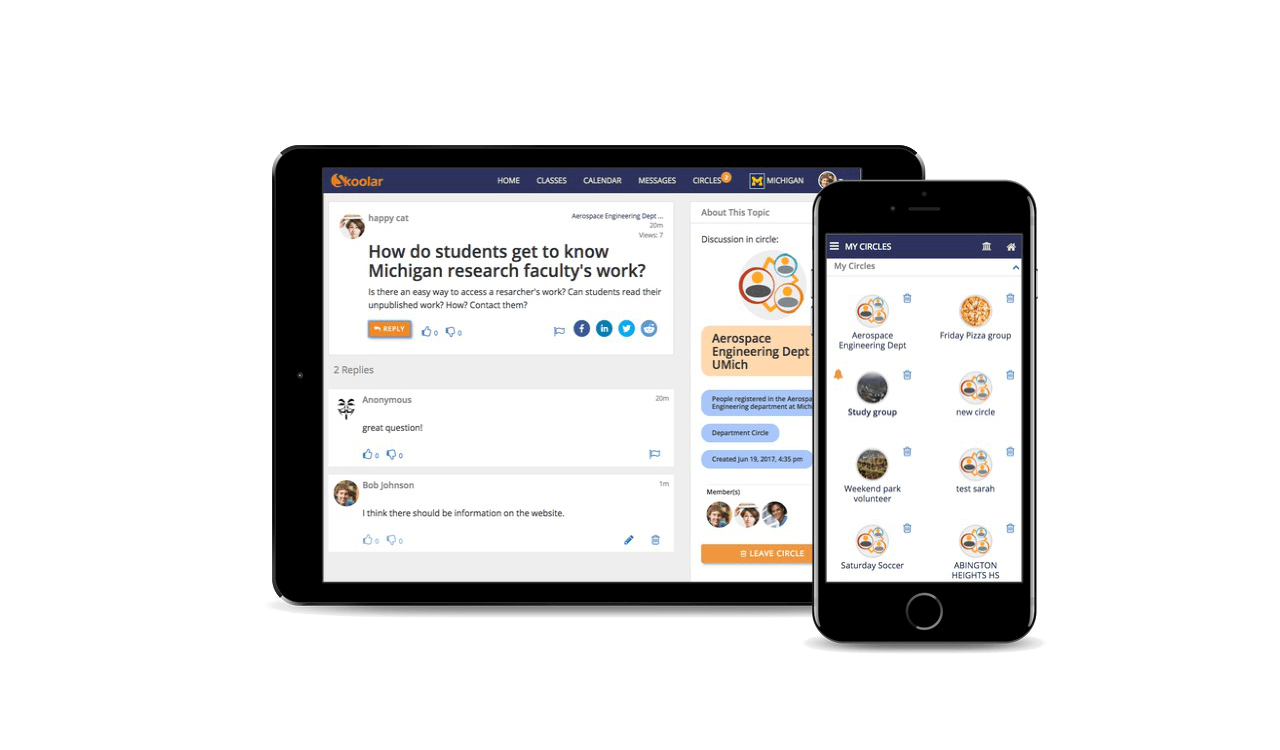 Skoolar
HOME CLASSES CALENDAR MESSAGES CIRCLES 2 MICHIGAN
happy cat
Aerospace Engineering Dept ...
20m
Views: 7
How do students get to know
Michigan research faculty's work?
Is there an easy way to access a resarcher's work? Can students read their
unpublished work? How? Contact them?
REPLY
0 0
2 Replies
Anonymous
20m
great question!
0 0
Bob Johnson
1m
I think there should be information on the website.
0 0
About This Topic
Discussion in circle:
Aerospace
Engineering Dept
UMich
People registered in the Aerospa
Engineering department at Mich
Department Circle
Created Jun 19, 2017, 4:35 pm
Member(s)
LEAVE CIRCLE
MY CIRCLES
My Circles
Aerospace
Engineering Dept
Friday Pizza group
Study group
new circle
Weekend park
volunteer
test sarah
Saturday Soccer
ABINGTON
HEIGHTS HS